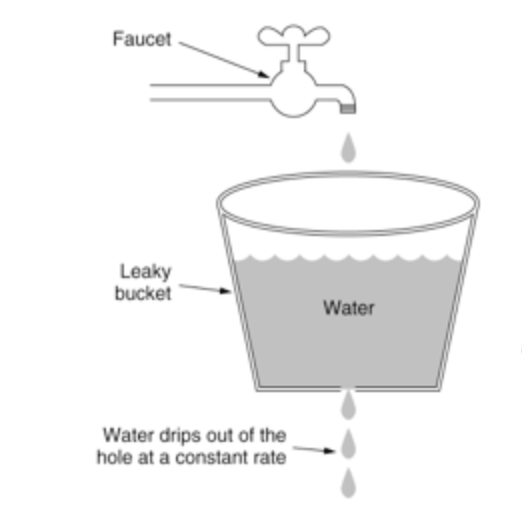 Faucet
Leaky
bucket
Water
Water drips out of the
hole at a constant rate